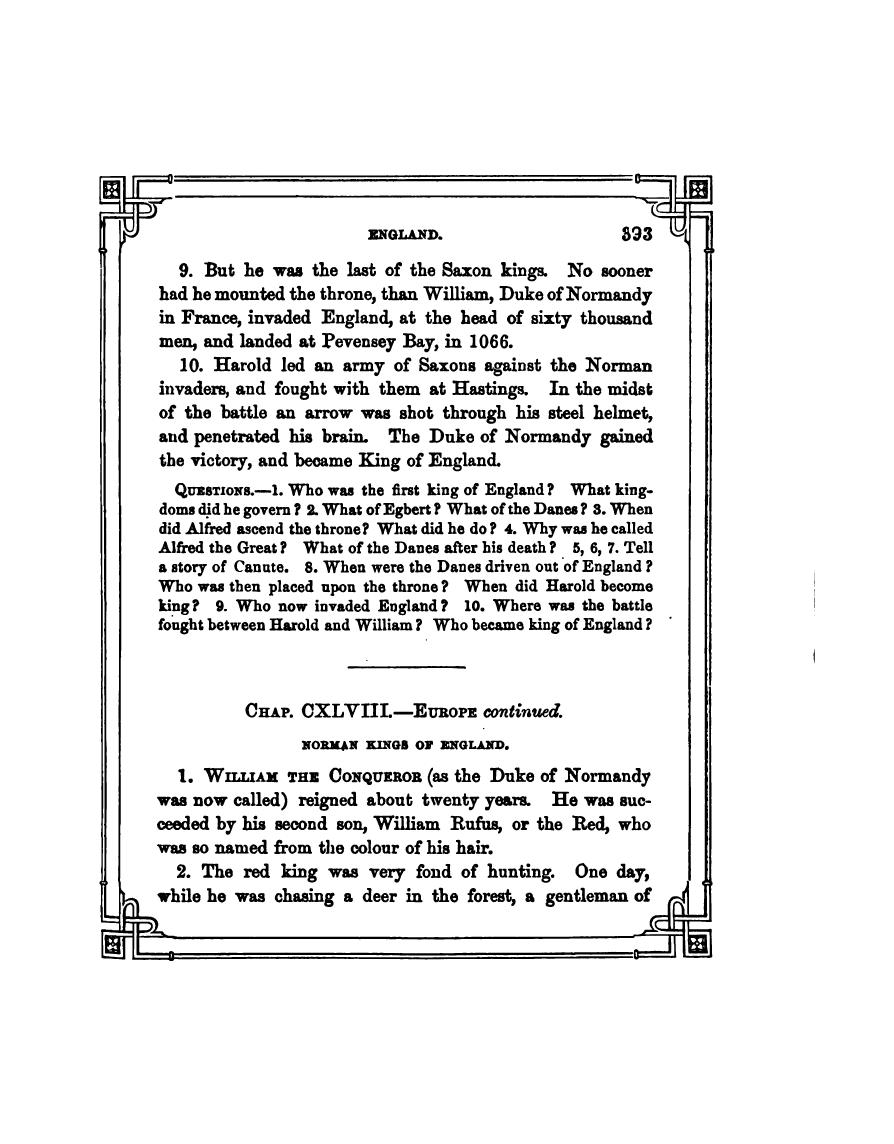 ENGLAND. 393
9. But he was the last of the Saxon kings. No sooner
had he mounted the throne, than William, Duke of Normandy
in France, invaded England, at the head of sixty thousand
men, and landed at Pevensey Bay, in 1066.
10. Harold led an army of Saxons against the Norman
invaders, and fought with them at Hastings. In the midst
of the battle an arrow was shot through his steel helmet,
and penetrated his brain. The Duke of Normandy gained
the victory, and became King of England.
QUESTIONS.—1. Who was the first king of England? What king-
doms did he govern? 2. What of Egbert? What of the Danes? 3. When
did Alfred ascend the throne? What did he do? 4. Why was he called
Alfred the Great? What of the Danes after his death? 5, 6, 7. Tell
a story of Canute. 8. When were the Danes driven out of England?
Who was then placed upon the throne? When did Harold become
king? 9. Who now invaded England? 10. Where was the battle
fought between Harold and William? Who became king of England?
CHAP. CXLVIII.—EUROPE continued.
NORMAN KINGS OF ENGLAND.
1. WILLIAM THE CONQUEROR (as the Duke of Normandy
was now called) reigned about twenty years. He was suc-
ceeded by his second son, William Rufus, or the Red, who
was so named from the colour of his hair.
2. The red king was very fond of hunting. One day,
while he was chasing a deer in the forest, a gentleman of